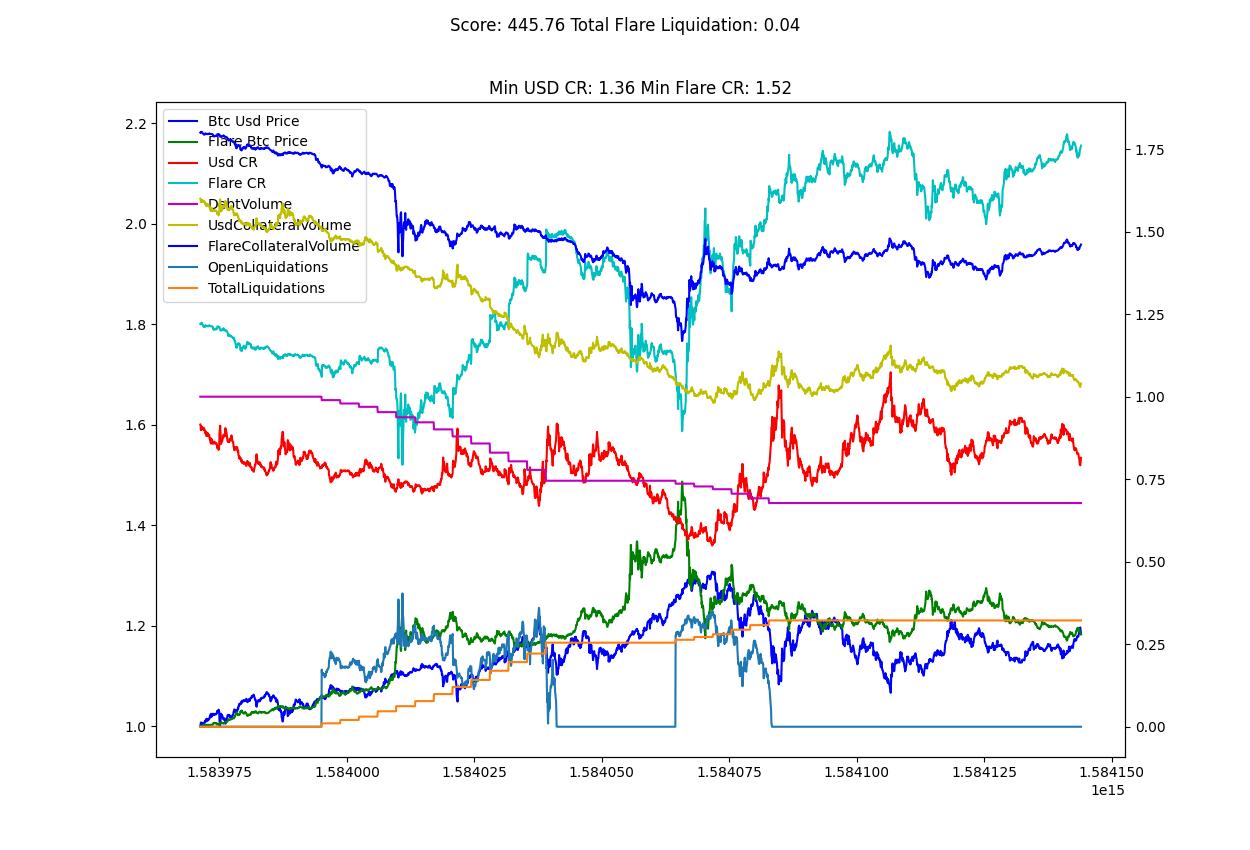 Score: 445.76 Total Flare Liquidation: 0.04
Min USD CR: 1.36 Min Flare CR: 1.52
Btc Usd Price
Flare Btc Price
Usd CR
Flare CR
DebtVolume
UsdCollateralVolume
FlareCollateralVolume
OpenLiquidations
TotalLiquidations
2.2
2.0
1.8
1.6
1.4
1.2
1.0
1.75
1.50
1.25
1.00
0.75
0.50
0.25
0.00
1.583975 1.584000 1.584025 1.584050 1.584075 1.584100 1.584125 1.584150
1e15